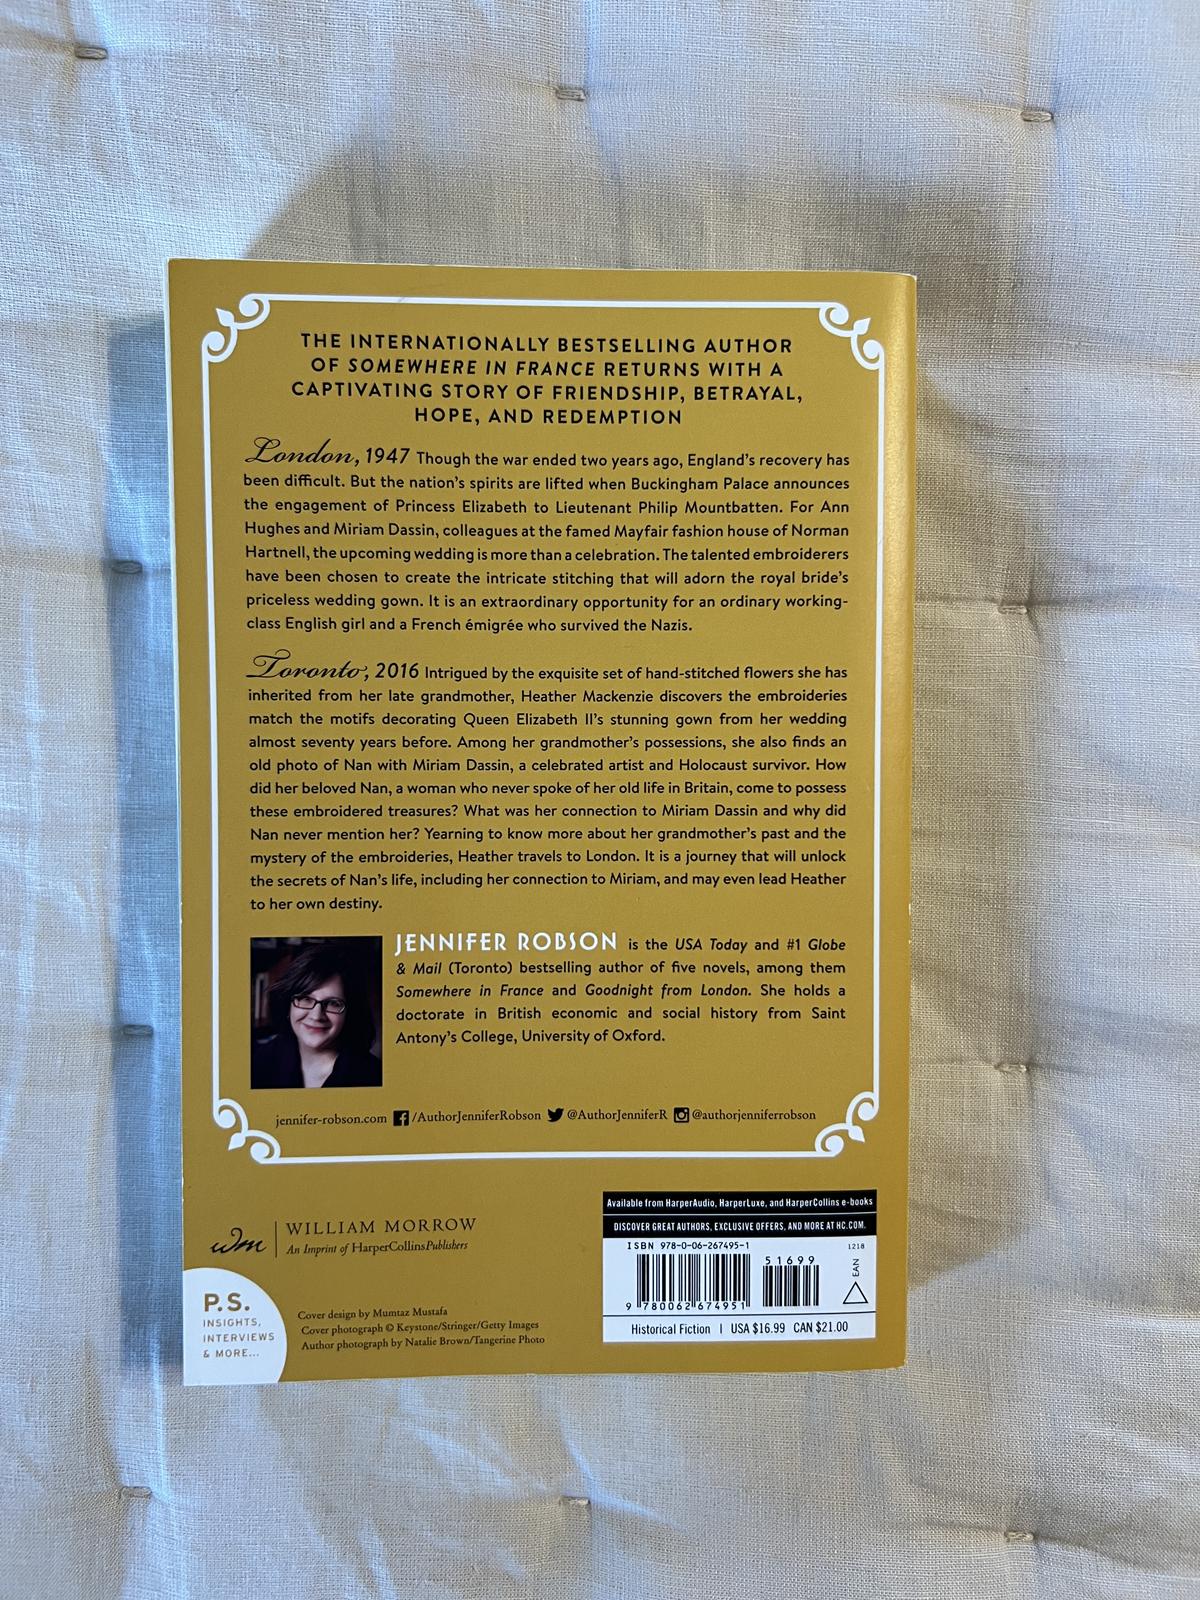 THE INTERNATIONALLY BESTSELLING AUTHOR
OF SOMEWHERE IN FRANCE RETURNS WITH A
CAPTIVATING STORY OF FRIENDSHIP, BETRAYAL,
HOPE, AND REDEMPTION
London, 1947 Though the war ended two years ago, England's recovery has
been difficult. But the nation's spirits are lifted when Buckingham Palace announces
the engagement of Princess Elizabeth to Lieutenant Philip Mountbatten. For Ann
Hughes and Miriam Dassin, colleagues at the famed Mayfair fashion house of Norman
Hartnell, the upcoming wedding is more than a celebration. The talented embroiderers
have been chosen to create the intricate stitching that will adorn the royal bride's
priceless wedding gown. It is an extraordinary opportunity for an ordinary working-
class English girl and a French émigrée who survived the Nazis.
Toronto, 2016 Intrigued by the exquisite set of hand-stitched flowers she has
inherited from her late grandmother, Heather Mackenzie discovers the embroideries
match the motifs decorating Queen Elizabeth II's stunning gown from her wedding
almost seventy years before. Among her grandmother's possessions, she also finds an
old photo of Nan with Miriam Dassin, a celebrated artist and Holocaust survivor. How
did her beloved Nan, a woman who never spoke of her old life in Britain, come to possess
these embroidered treasures? What was her connection to Miriam Dassin and why did
Nan never mention her? Yearning to know more about her grandmother's past and the
mystery of the embroideries, Heather travels to London. It is a journey that will unlock
the secrets of Nan's life, including her connection to Miriam, and may even lead Heather
to her own destiny.
JENNIFER ROBSON is the USA Today and #1 Globe
& Mail (Toronto) bestselling author of five novels, among them
Somewhere in France and Goodnight from London. She holds a
doctorate in British economic and social history from Saint
Antony's College, University of Oxford.
jennifer-robson.com /AuthorJenniferRobson @AuthorJenniferR @authorjenniferrobson
wm WILLIAM MORROW
An Imprint of HarperCollinsPublishers
P.S.
INSIGHTS,
INTERVIEWS
& MORE...
Cover design by Mumtaz Mustafa
Cover photograph © Keystone/Stringer/Getty Images
Author photograph by Natalie Brown/Tangerine Photo
Available from HarperAudio, HarperLuxe, and HarperCollins e-books
DISCOVER GREAT AUTHORS, EXCLUSIVE OFFERS, AND MORE AT HC.COM.
ISBN 978-0-06-267495-1
51699
1218
EAN
9 780062 674951
Historical Fiction | USA $16.99 CAN $21.00